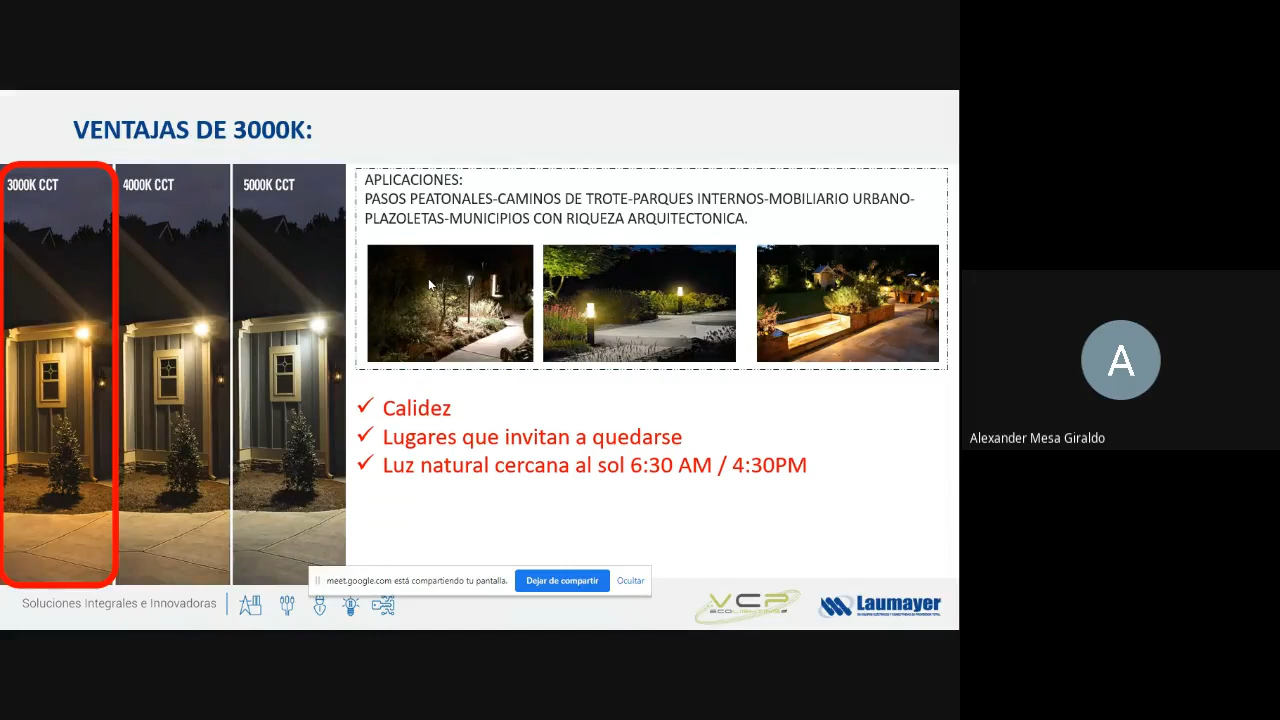 VENTAJAS DE 3000K:
3000K CCT
4000K CCT
5000K CCT
APLICACIONES:
PASOS PEATONALES-CAMINOS DE TROTE-PARQUES INTERNOS-MOBILIARIO URBANO-
PLAZOLETAS-MUNICIPIOS CON RIQUEZA ARQUITECTONICA.
✓ Calidez
✓ Lugares que invitan a quedarse
✓ Luz natural cercana al sol 6:30 AM / 4:30PM
meet.google.com está compartiendo tu pantalla.
Dejar de compartir
Ocultar
Soluciones Integrales e Innovadoras
VCP
Laumayer
A
Alexander Mesa Giraldo